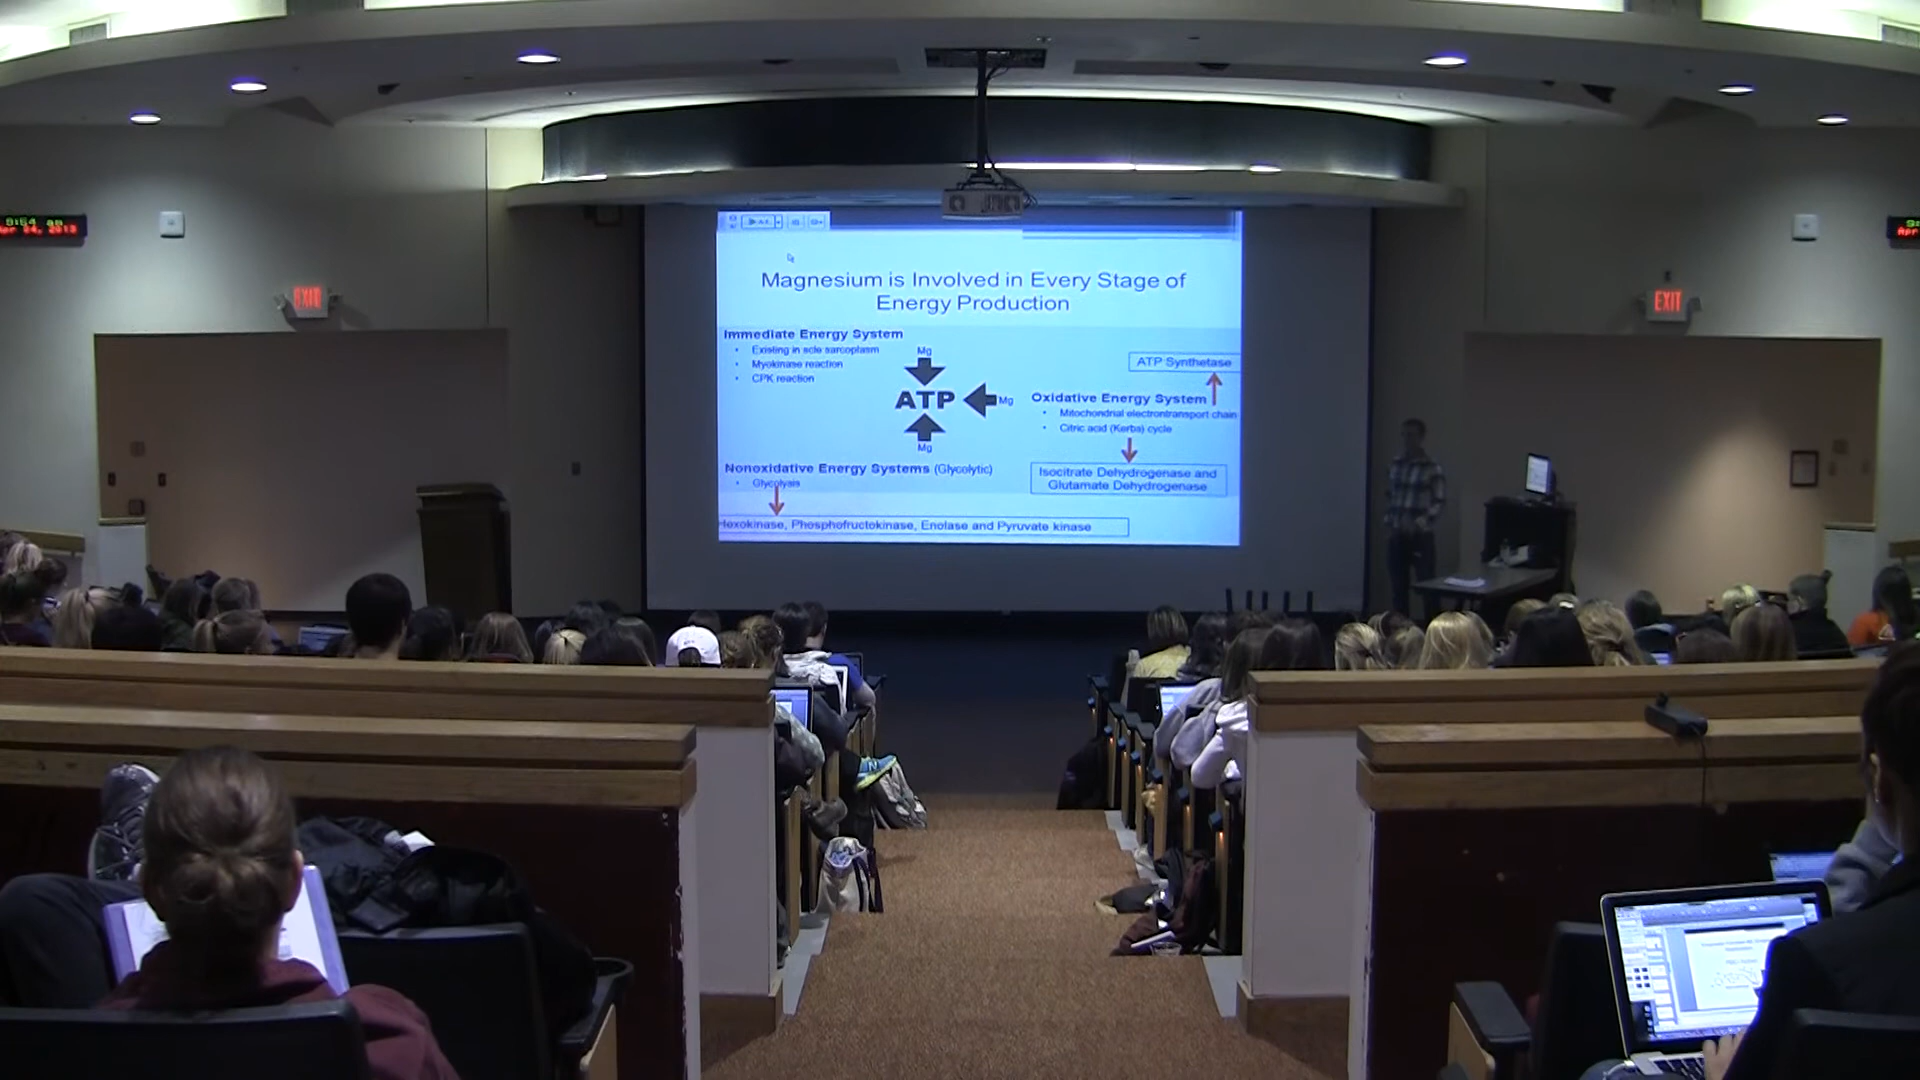 Magnesium is Involved in Every Stage of
Energy Production
Immediate Energy System
• Existing in scle sarcoplasm
• Myokinase reaction
• CPK reaction
Mg
ATP
Mg
Mg
ATP Synthetase
Oxidative Energy System
• Mitochondrial electrontransport chain
• Citric acid (Kerba) cycle
Isocitrate Dehydrogenase and
Glutamate Dehydrogenase
Nonoxidative Energy Systems (Glycolytic)
• Glycolysis
Hexokinase, Phosphofructokinase, Enolase and Pyruvate kinase
EXIT
EXIT
Apr